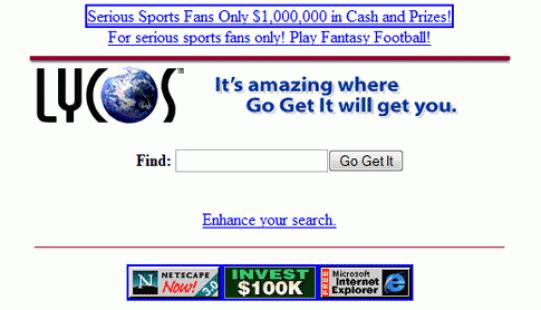 Serious Sports Fans Only $1,000,000 in Cash and Prizes!
For serious sports fans only! Play Fantasy Football!
LYCOS™
It's amazing where
Go Get It will get you.
Find: Go Get It
Enhance your search.
N NETSCAPE Now! 3.0
INVEST $100K
FREE Microsoft Internet Explorer